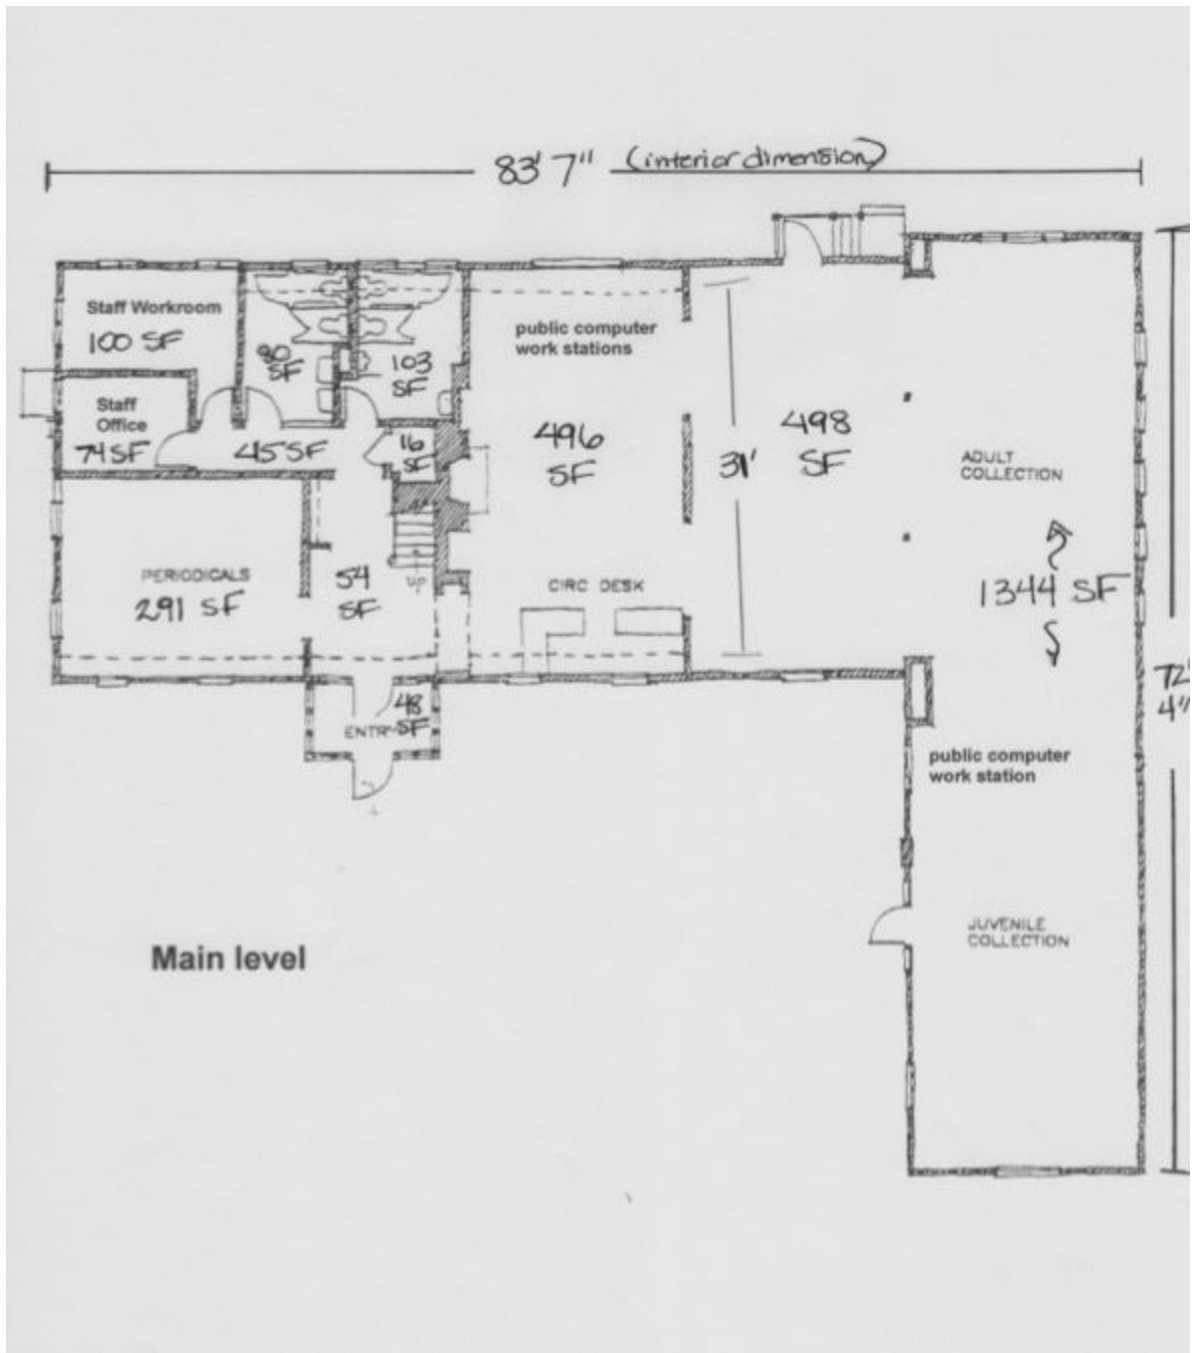 83' 7" (interior dimension)
Staff Workroom
100 SF
80
SF
103
SF
public computer
work stations
Staff
Office
74 SF
45 SF
16
SF
496
SF
31'
498
SF
ADULT
COLLECTION
PERIODICALS
291 SF
54
SF
UP
CIRC DESK
1344 SF
72'
4"
48
SF
ENTRY
public computer
work station
JUVENILE
COLLECTION
Main level